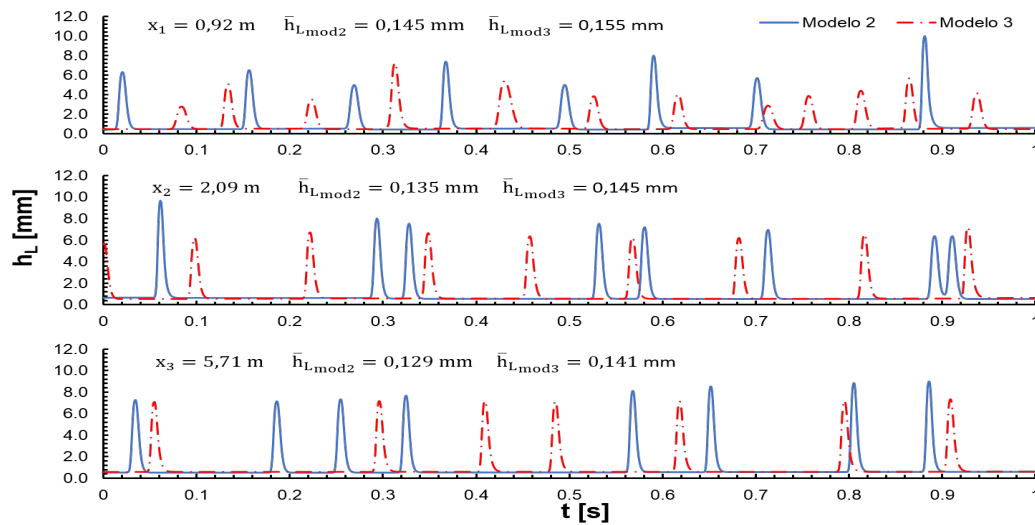 x₁ = 0,92 m h̄_Lmod2 = 0,145 mm h̄_Lmod3 = 0,155 mm
Modelo 2 Modelo 3
12.0
10.0
8.0
6.0
4.0
2.0
0.0
0 0.1 0.2 0.3 0.4 0.5 0.6 0.7 0.8 0.9 1
x₂ = 2,09 m h̄_Lmod2 = 0,135 mm h̄_Lmod3 = 0,145 mm
12.0
10.0
8.0
6.0
4.0
2.0
0.0
0 0.1 0.2 0.3 0.4 0.5 0.6 0.7 0.8 0.9 1
h_L [mm]
x₃ = 5,71 m h̄_Lmod2 = 0,129 mm h̄_Lmod3 = 0,141 mm
12.0
10.0
8.0
6.0
4.0
2.0
0.0
0 0.1 0.2 0.3 0.4 0.5 0.6 0.7 0.8 0.9 1
t [s]